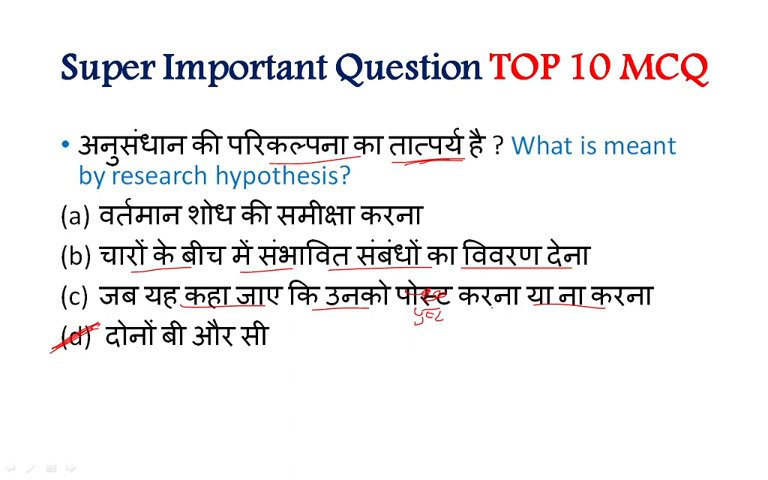 Super Important Question TOP 10 MCQ
• अनुसंधान की परिकल्पना का तात्पर्य है ? What is meant
by research hypothesis?
(a) वर्तमान शोध की समीक्षा करना
(b) चारों के बीच में संभावित संबंधों का विवरण देना
(c) जब यह कहा जाए कि उनको पोस्ट करना या ना करना
(d) दोनों बी और सी